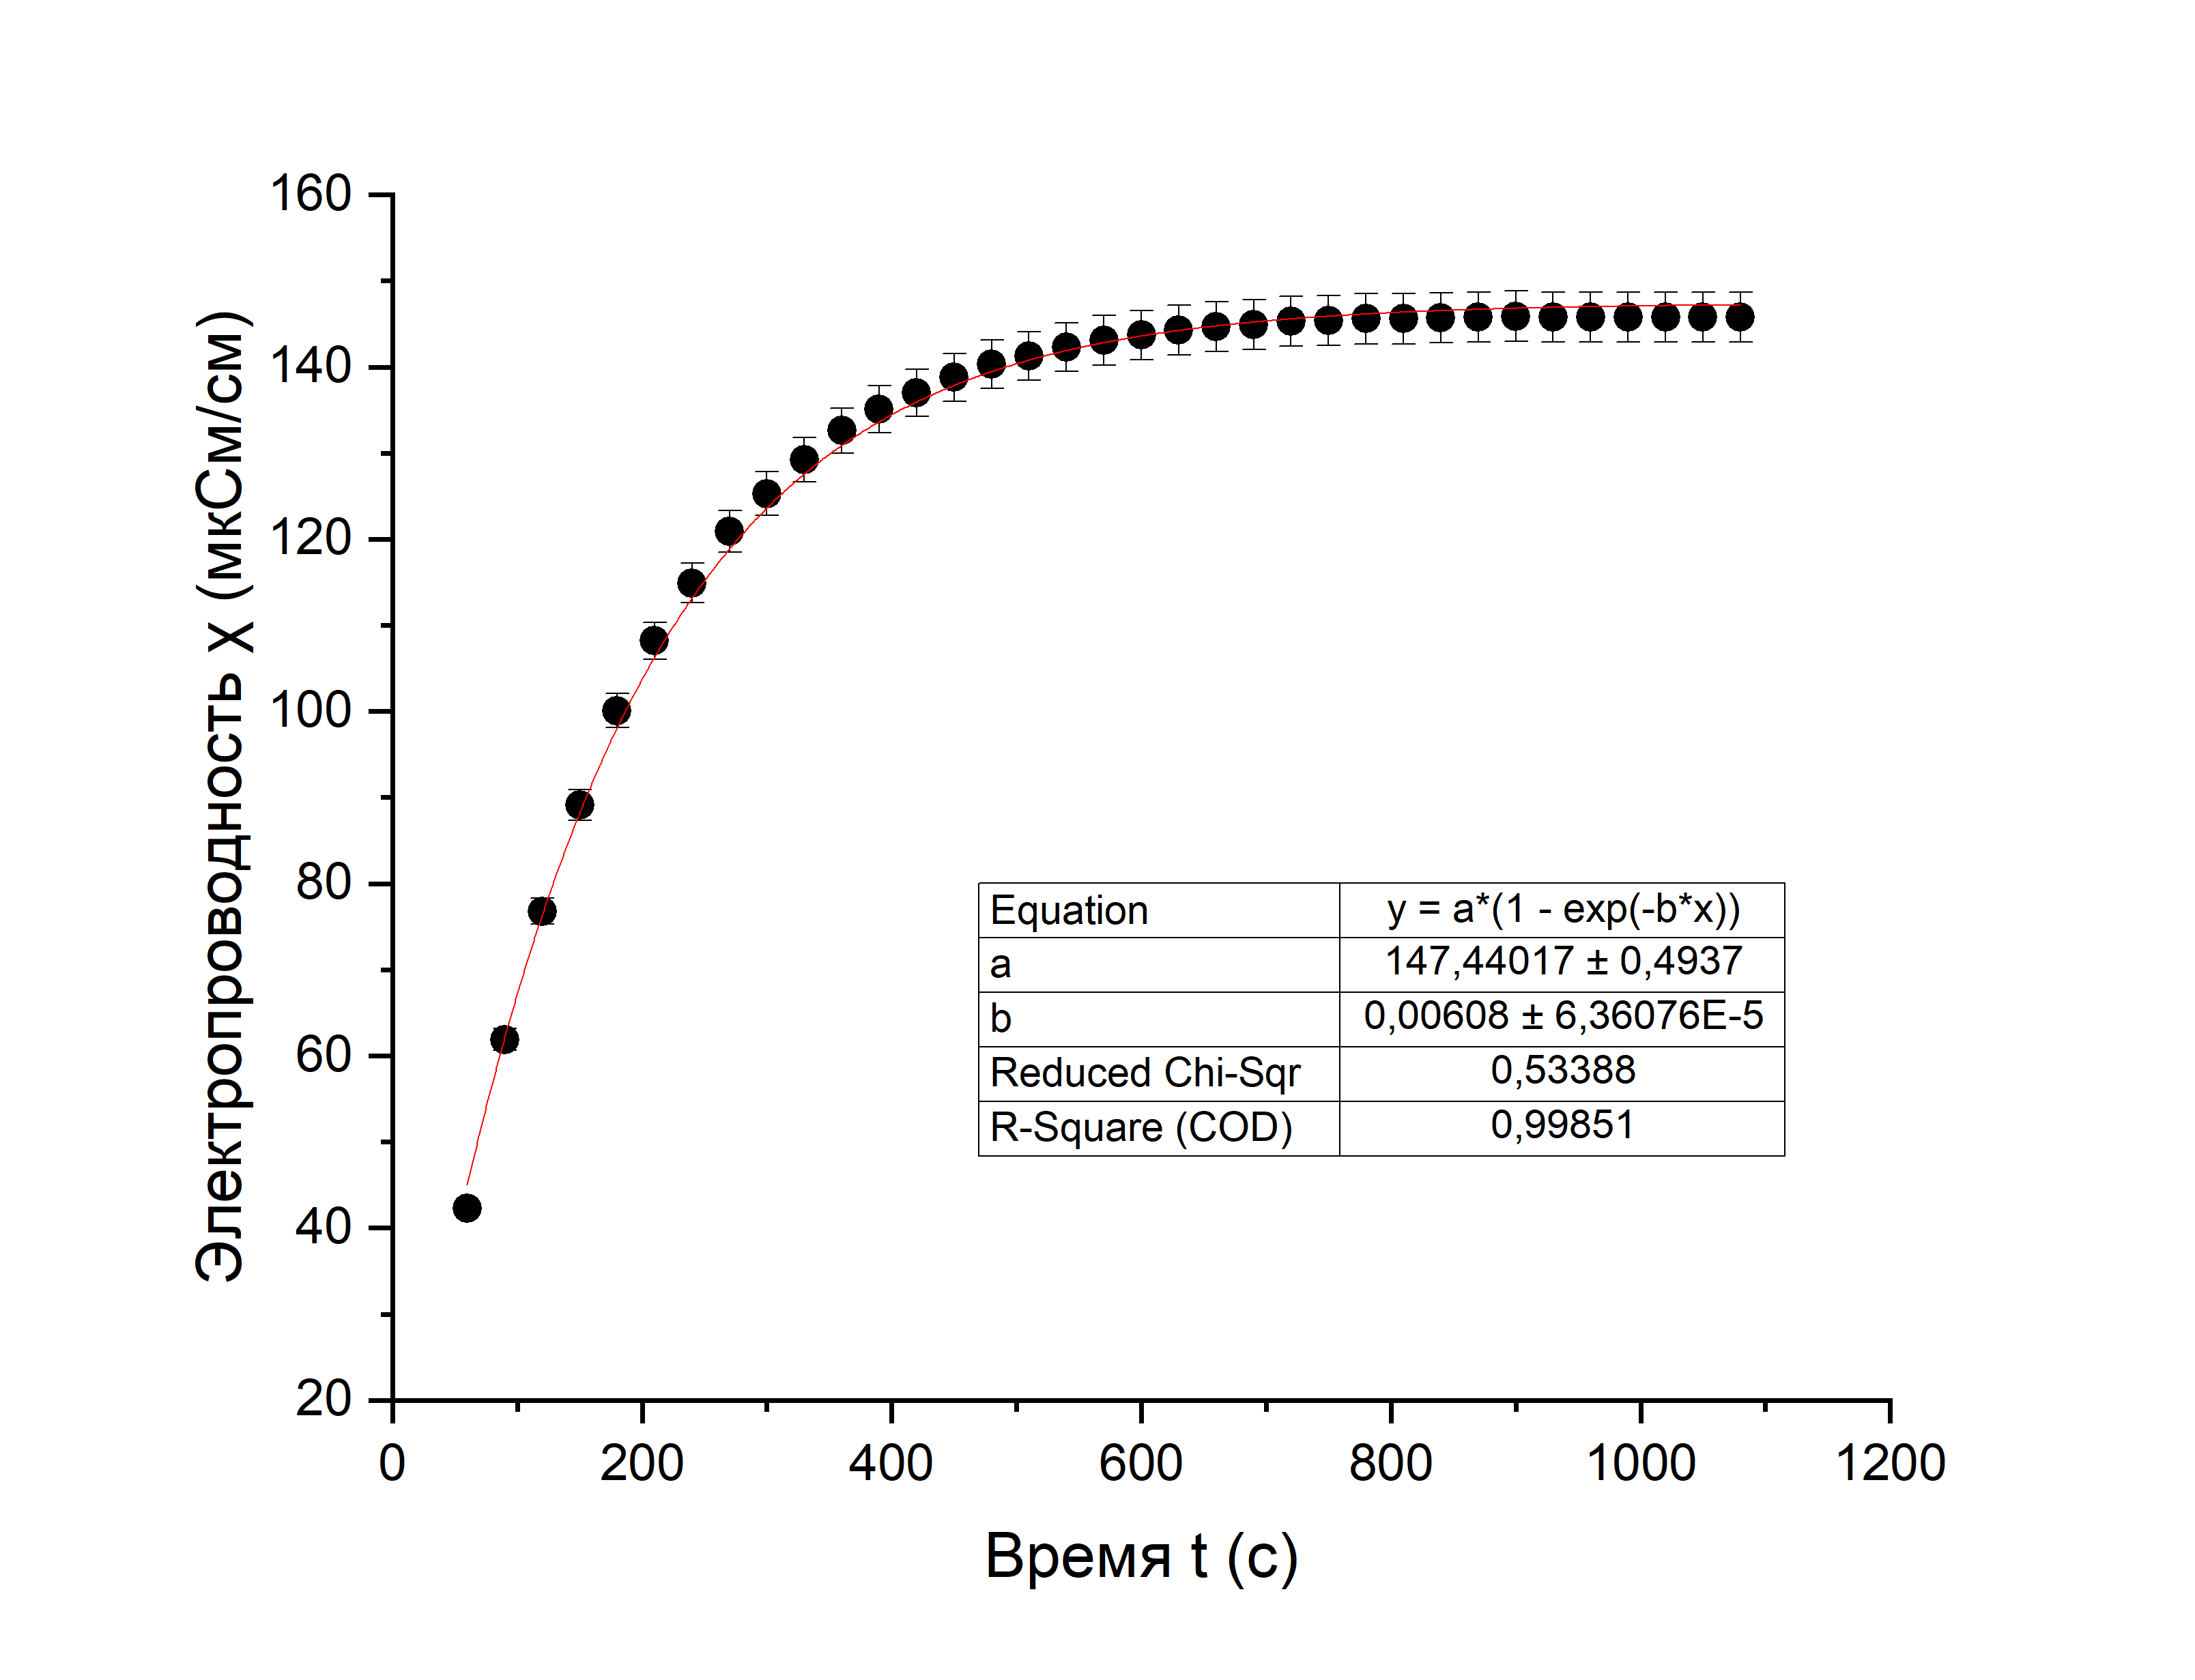 160
140
120
100
80
60
40
20
0 200 400 600 800 1000 1200
Электропроводность χ (мкСм/см)
Время t (с)
Equation y = a*(1 - exp(-b*x))
a 147,44017 ± 0,4937
b 0,00608 ± 6,36076E-5
Reduced Chi-Sqr 0,53388
R-Square (COD) 0,99851